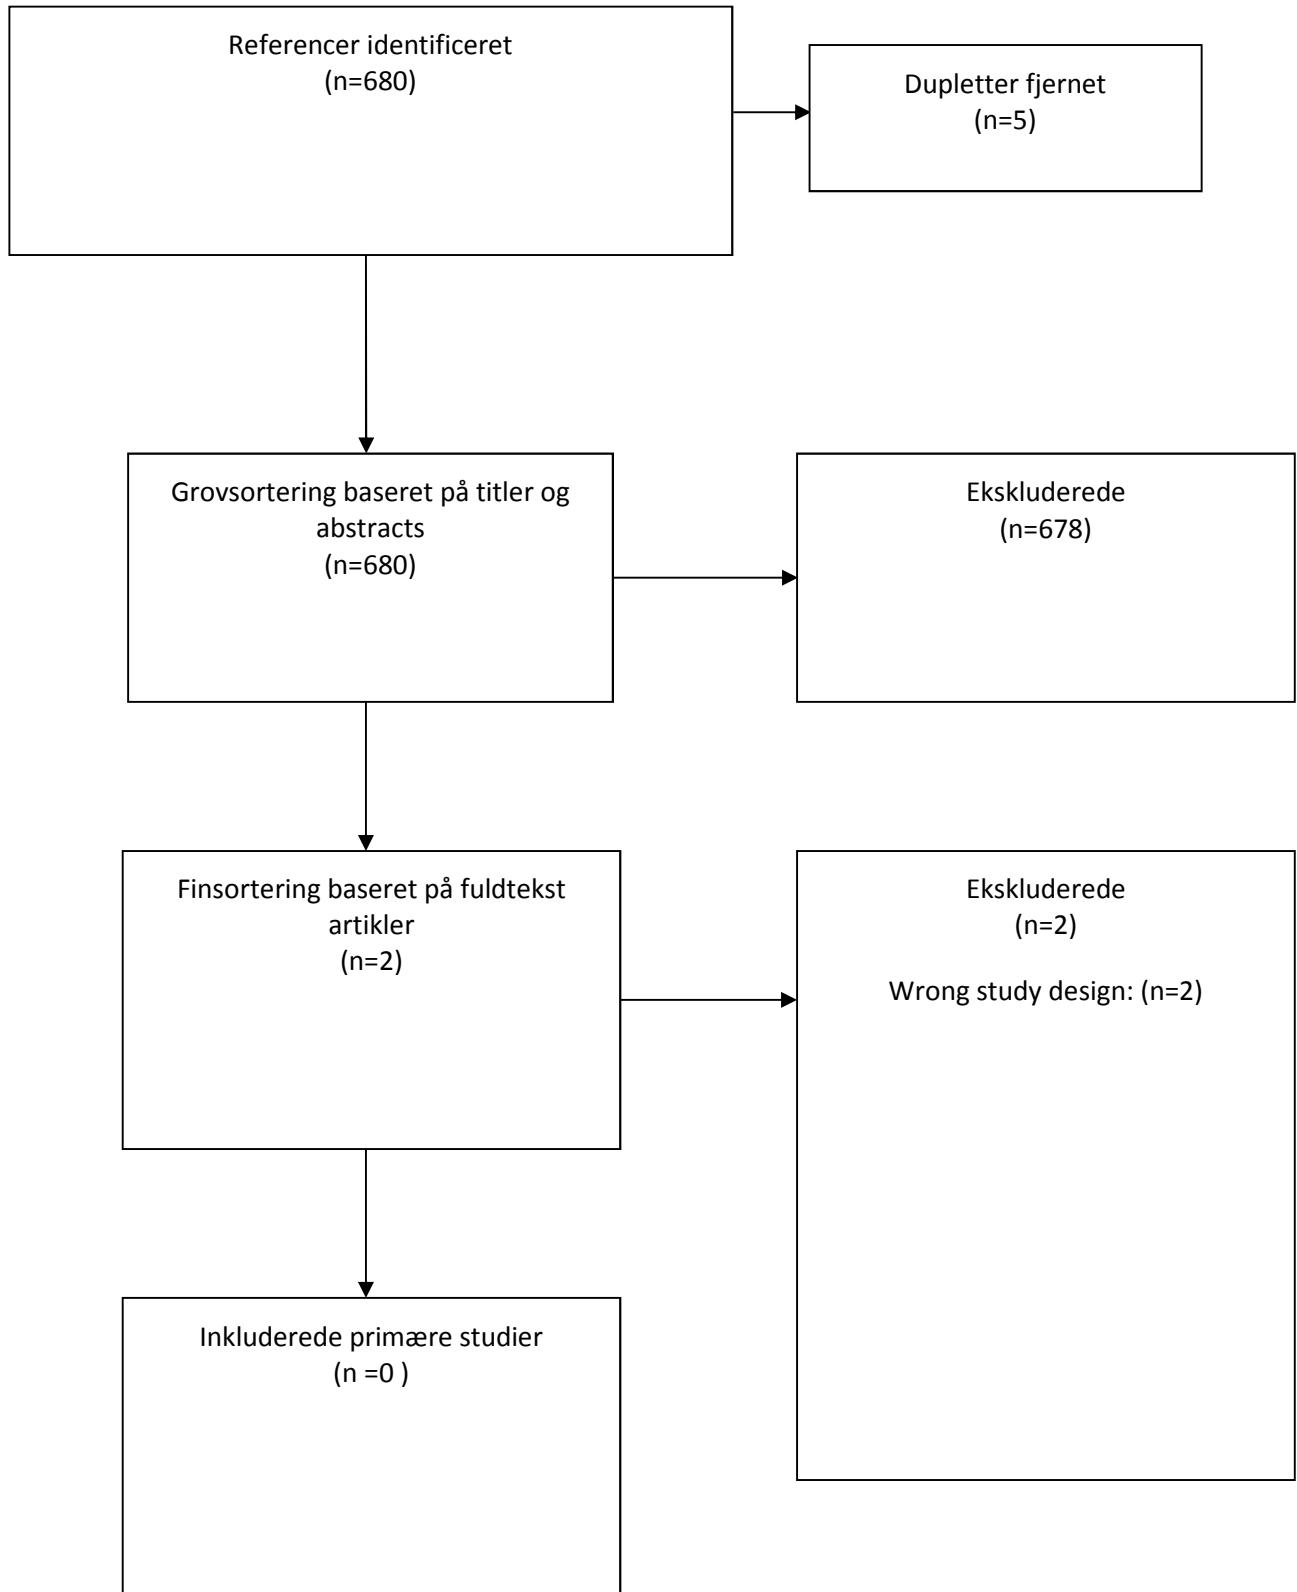 Referencer identificeret
(n=680)
Dupletter fjernet
(n=5)
Grovsortering baseret på titler og
abstracts
(n=680)
Ekskluderede
(n=678)
Finsortering baseret på fuldtekst
artikler
(n=2)
Ekskluderede
(n=2)
Wrong study design: (n=2)
Inkluderede primære studier
(n =0 )